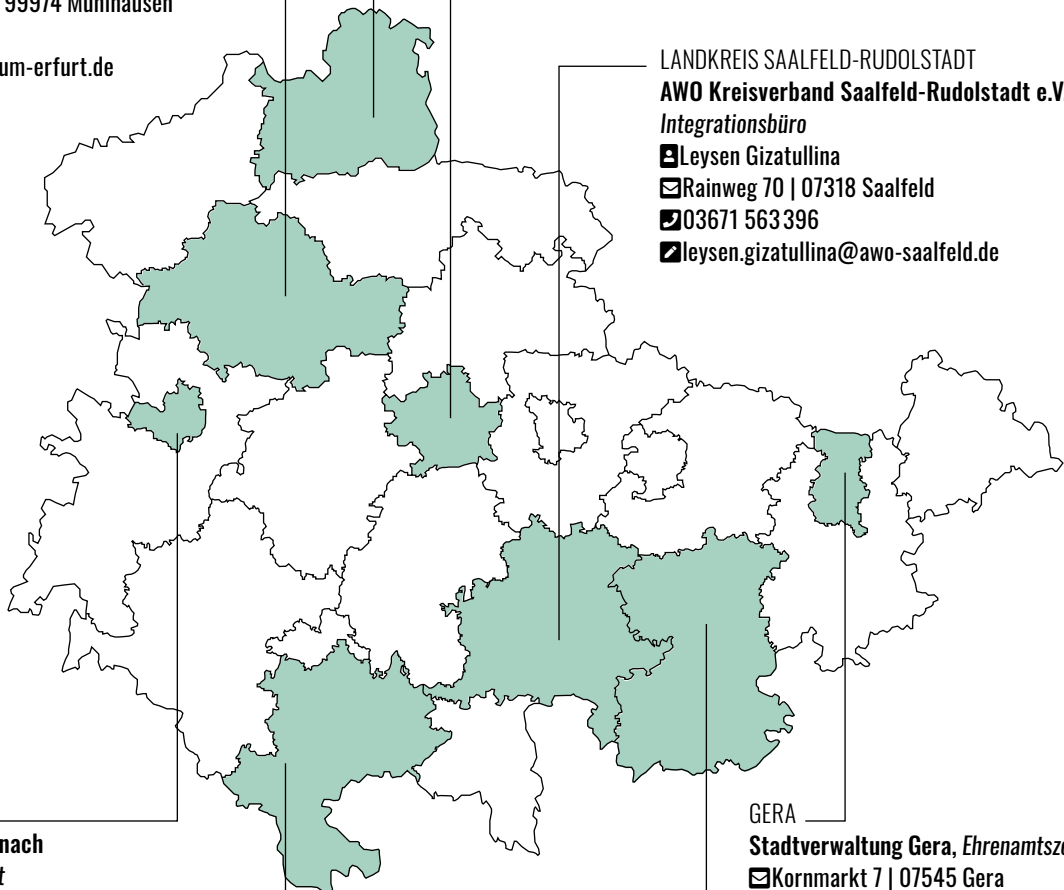 99974 Mühlhausen
um-erfurt.de
LANDKREIS SAALFELD-RUDOLSTADT
AWO Kreisverband Saalfeld-Rudolstadt e.V
Integrationsbüro
Leysen Gizatullina
Rainweg 70 | 07318 Saalfeld
03671 563 396
leysen.gizatullina@awo-saalfeld.de
nach
t
GERA
Stadtverwaltung Gera, Ehrenamtsz
Kornmarkt 7 | 07545 Gera